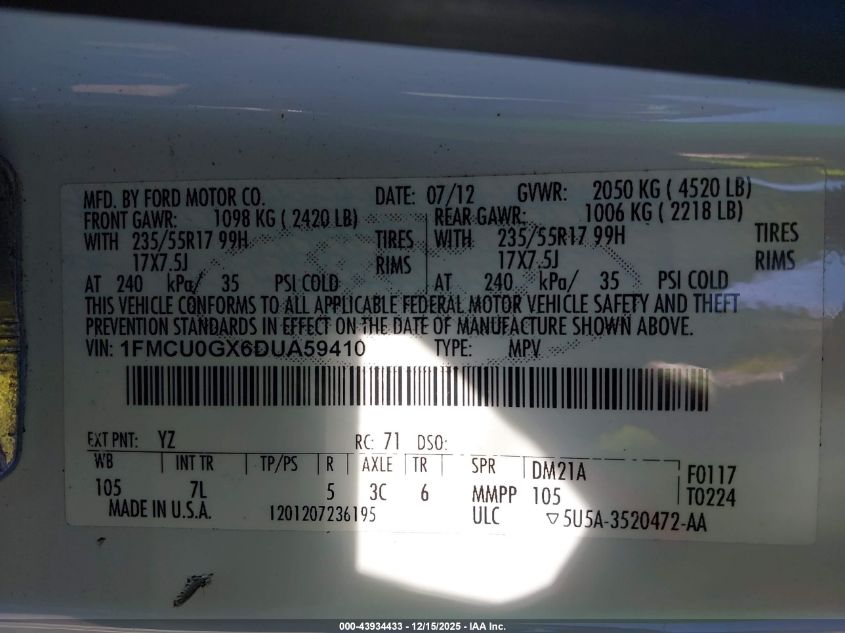 MFD. BY FORD MOTOR CO. DATE: 07/12 GVWR: 2050 KG ( 4520 LB)
FRONT GAWR: 1098 KG ( 2420 LB) REAR GAWR: 1006 KG ( 2218 LB)
WITH 235/55R17 99H TIRES WITH 235/55R17 99H TIRES
17X7.5J RIMS 17X7.5J RIMS
AT 240 kPa/ 35 PSI COLD AT 240 kPa/ 35 PSI COLD
THIS VEHICLE CONFORMS TO ALL APPLICABLE FEDERAL MOTOR VEHICLE SAFETY AND THEFT
PREVENTION STANDARDS IN EFFECT ON THE DATE OF MANUFACTURE SHOWN ABOVE.
VIN: 1FMCU0GX6DUA59410 TYPE: MPV
EXT PNT: YZ RC: 71 DSO:
WB INT TR TP/PS R AXLE TR SPR DM21A F0117
105 7L 5 3C 6 MMPP 105 T0224
MADE IN U.S.A. 1201207236195 ULC ▽5U5A-3520472-AA
000-43934433 - 12/15/2025 - IAA Inc.